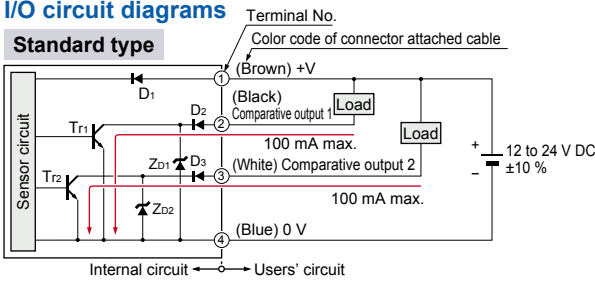 I/O circuit diagrams
Terminal No.
Standard type
Color code of connector attached cable
1
(Brown) +V
D1
(Black)
Comparative output 1
Load
D2
2
Tr1
100 mA max.
Load
Sensor circuit
ZD1
D3
3
(White) Comparative output 2
+
12 to 24 V DC
−
±10 %
Tr2
100 mA max.
ZD2
4
(Blue) 0 V
Internal circuit
Users' circuit